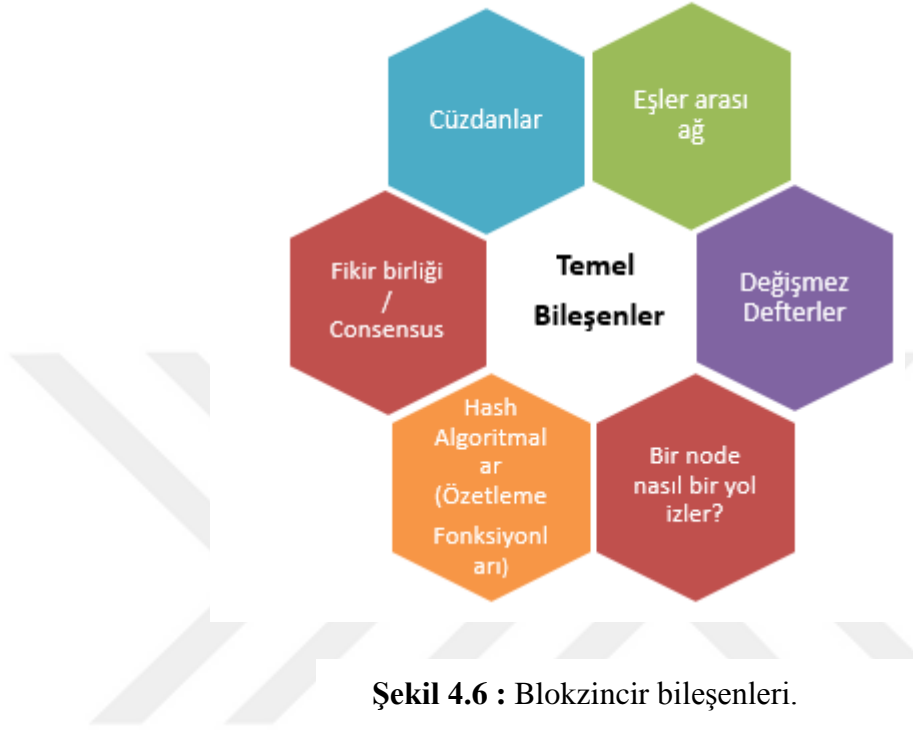 Cüzdanlar
Eşler arası
ağ
Fikir birliği
/
Consensus
Temel
Bileşenler
Değişmez
Defterler
Hash
Algoritmal
ar
(Özetleme
Fonksiyonl
arı)
Bir node
nasıl bir yol
izler?
Şekil 4.6 : Blokzincir bileşenleri.